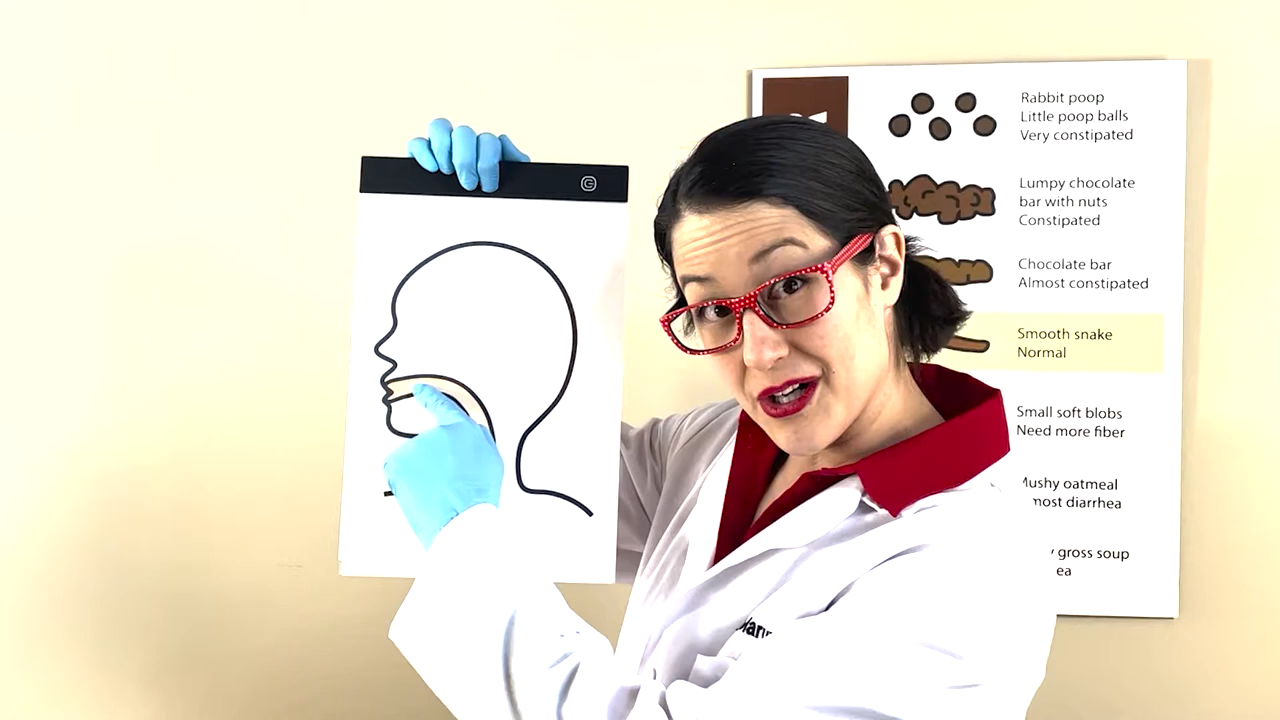 Rabbit poop
Little poop balls
Very constipated
Lumpy chocolate
bar with nuts
Constipated
Chocolate bar
Almost constipated
Smooth snake
Normal
Small soft blobs
Need more fiber
oatmeal
diarrhea
gross soup